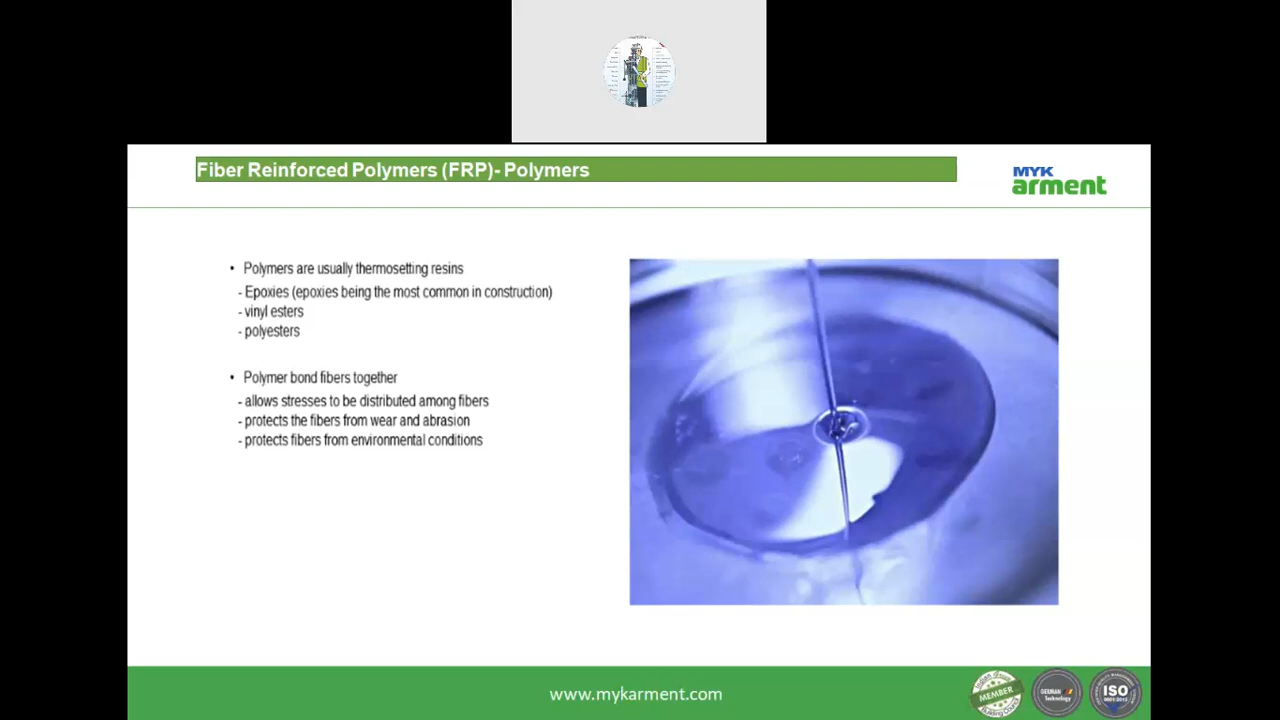 Fiber Reinforced Polymers (FRP)- Polymers
MYK
arment
• Polymers are usually thermosetting resins
- Epoxies (epoxies being the most common in construction)
- vinyl esters
- polyesters
• Polymer bond fibers together
- allows stresses to be distributed among fibers
- protects the fibers from wear and abrasion
- protects fibers from environmental conditions
www.mykarment.com
MEMBER
GERMAN
Technology
ISO